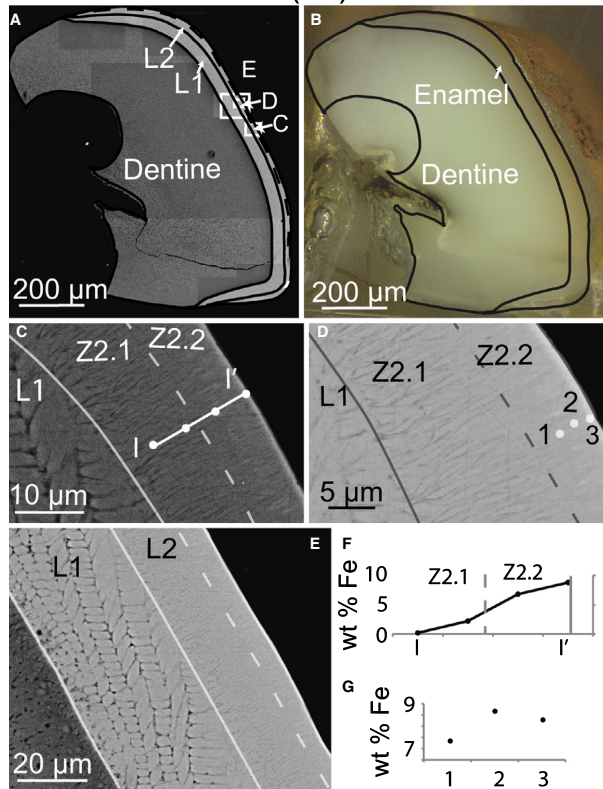 A
L2
L1
E
D
C
Dentine
200 µm
B
Enamel
Dentine
200 µm
C
Z2.1
Z2.2
L1
I
I’
10 µm
D
Z2.1
Z2.2
L1
2
1
3
5 µm
E
L1
L2
20 µm
F
wt % Fe
10
5
0
Z2.1
Z2.2
I
I’
G
wt % Fe
9
7
1 2 3